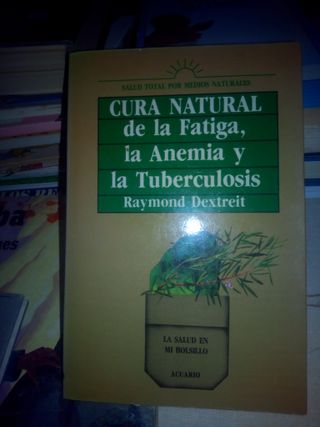 SALUD TOTAL POR MEDIOS NATURALES
CURA NATURAL
de la Fatiga,
la Anemia y
la Tuberculosis
Raymond Dextreit
LA SALUD EN
MI BOLSILLO
ACUARIO